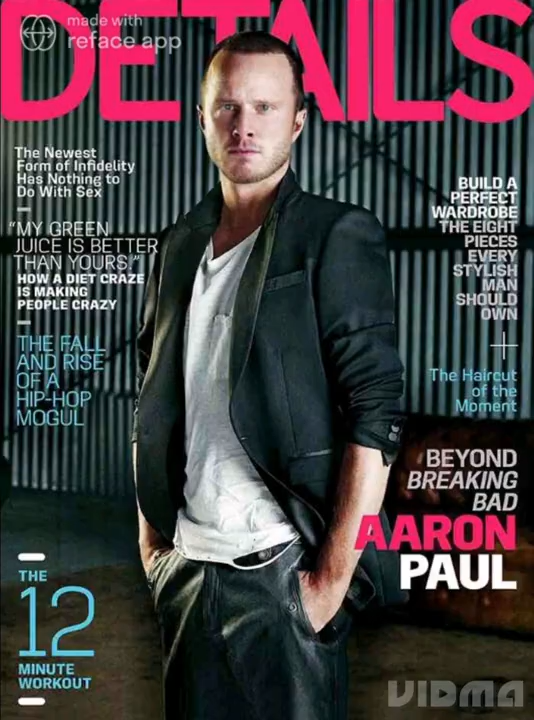 made with
reface app
DETAILS
The Newest
Form of Infidelity
Has Nothing to
Do With Sex
"MY GREEN
JUICE IS BETTER
THAN YOURS."
HOW A DIET CRAZE
IS MAKING
PEOPLE CRAZY
THE FALL
AND RISE
OF A
HIP-HOP
MOGUL
THE
12
MINUTE
WORKOUT
BUILD A
PERFECT
WARDROBE
THE EIGHT
PIECES
EVERY
STYLISH
MAN
SHOULD
OWN
+
The Haircut
of the
Moment
BEYOND
BREAKING
BAD
AARON
PAUL
VIDMA